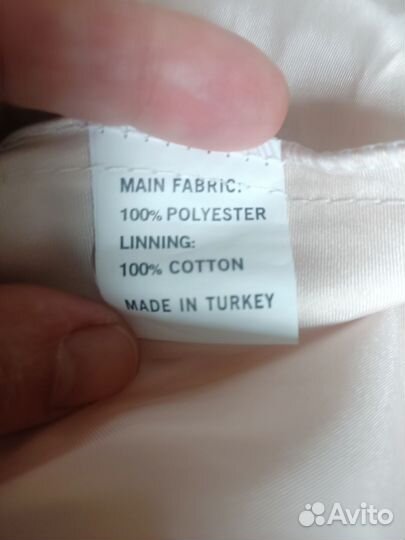 MAIN FABRIC:
100% POLYESTER
LINNING:
100% COTTON
MADE IN TURKEY
Avito